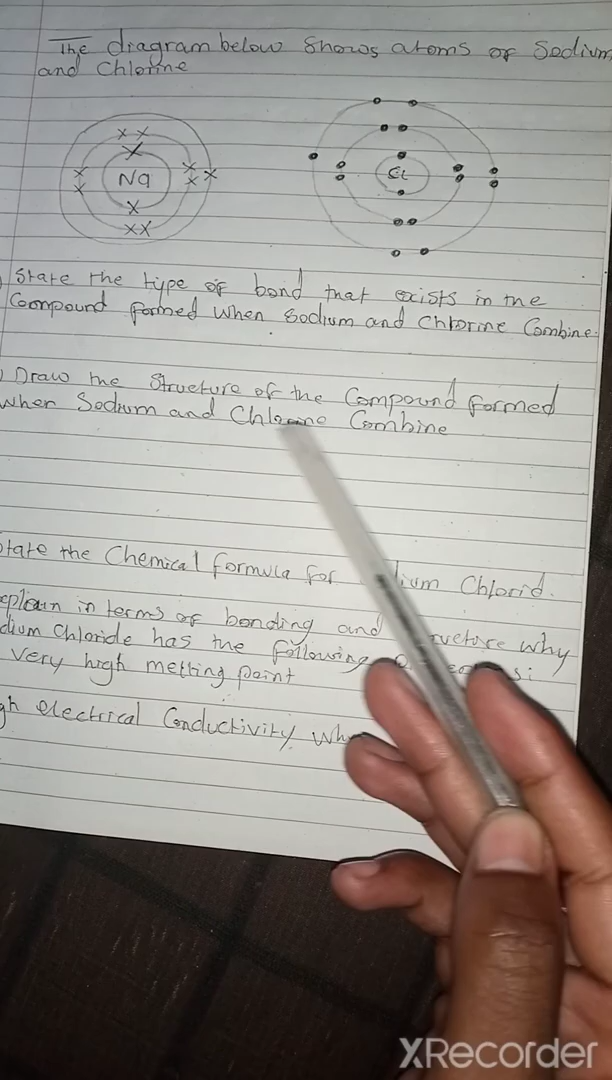 The diagram below shows atoms of Sodium
and Chlorine
Na
Cl
State the type of bond that exists in the
Compound formed when Sodium and Chlorine Combine.
Draw the Structure of the Compound formed
when Sodium and Chlorine Combine
State the Chemical formula for Chlorid.
in terms of bonding and why
Chloride has the following
very high melting point
electrical Conductivity
XRecorder